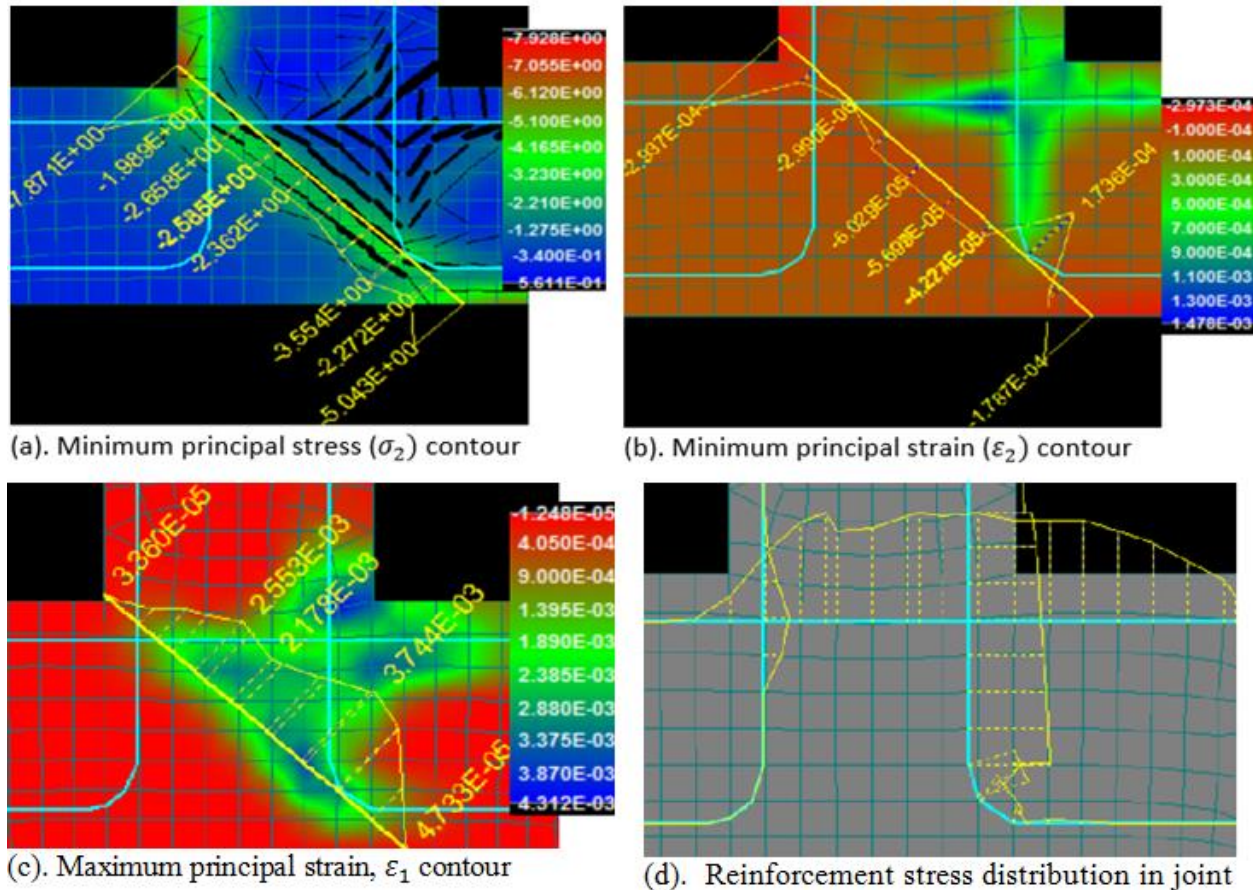 -7.928E+00
-7.055E+00
-6.120E+00
-5.100E+00
-4.165E+00
-3.230E+00
-2.210E+00
-1.275E+00
-3.400E-01
5.611E-01
-7.871E+00
-1.989E+00
-2.658E+00
-2.585E+00
-2.362E+00
-3.554E+00
-2.272E+00
-5.043E+00
(a). Minimum principal stress (σ₂) contour
-2.973E-04
-1.000E-04
1.000E-04
3.000E-04
5.000E-04
7.000E-04
9.000E-04
1.100E-03
1.300E-03
1.478E-03
-2.937E-04
-2.990E-05
-6.029E-05
-5.698E-05
-4.227E-05
1.736E-04
-1.787E-04
(b). Minimum principal strain (ε₂) contour
-1.248E-05
4.050E-04
9.000E-04
1.395E-03
1.890E-03
2.385E-03
2.880E-03
3.375E-03
3.870E-03
4.312E-03
3.360E-05
2.553E-03
2.178E-03
3.744E-03
4.733E-05
(c). Maximum principal strain, ε₁ contour
(d). Reinforcement stress distribution in joint